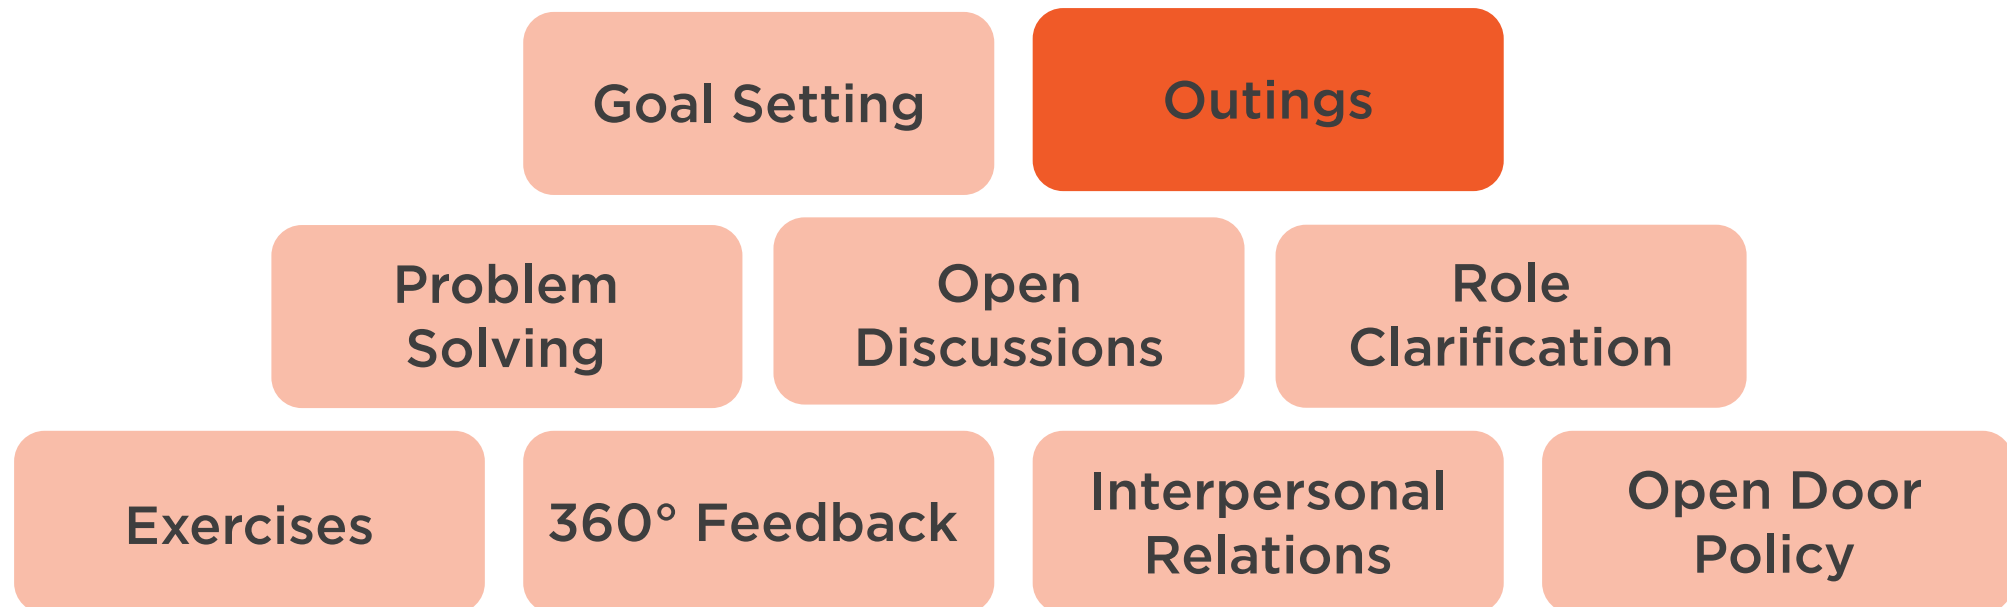 Goal Setting
Outings
Problem
Solving
Open
Discussions
Role
Clarification
Exercises
360° Feedback
Interpersonal
Relations
Open Door
Policy